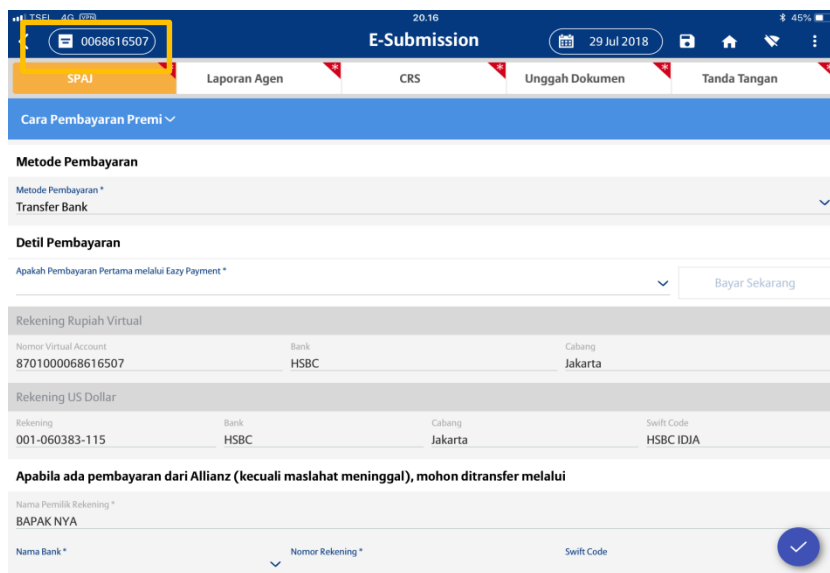 TSEL 4G VPN 20.16 45%
0068616507 E-Submission 29 Jul 2018
SPAJ * Laporan Agen * CRS * Unggah Dokumen * Tanda Tangan *
Cara Pembayaran Premi
Metode Pembayaran
Metode Pembayaran *
Transfer Bank
Detil Pembayaran
Apakah Pembayaran Pertama melalui Eazy Payment *
Bayar Sekarang
Rekening Rupiah Virtual
Nomor Virtual Account Bank Cabang
8701000068616507 HSBC Jakarta
Rekening US Dollar
Rekening Bank Cabang Swift Code
001-060383-115 HSBC Jakarta HSBC IDJA
Apabila ada pembayaran dari Allianz (kecuali maslahat meninggal), mohon ditransfer melalui
Nama Pemilik Rekening *
BAPAK NYA
Nama Bank * Nomor Rekening * Swift Code